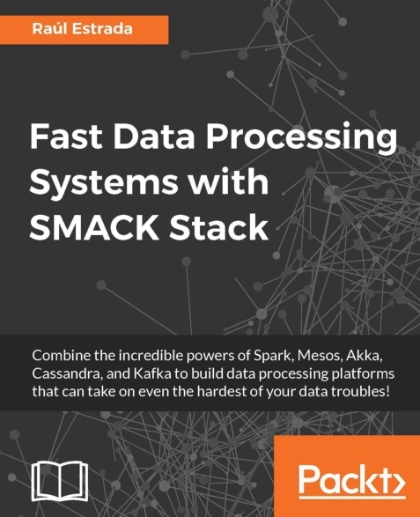 Raúl Estrada
Fast Data Processing
Systems with
SMACK Stack
Combine the incredible powers of Spark, Mesos, Akka,
Cassandra, and Kafka to build data processing platforms
that can take on even the hardest of your data troubles!
Packt>